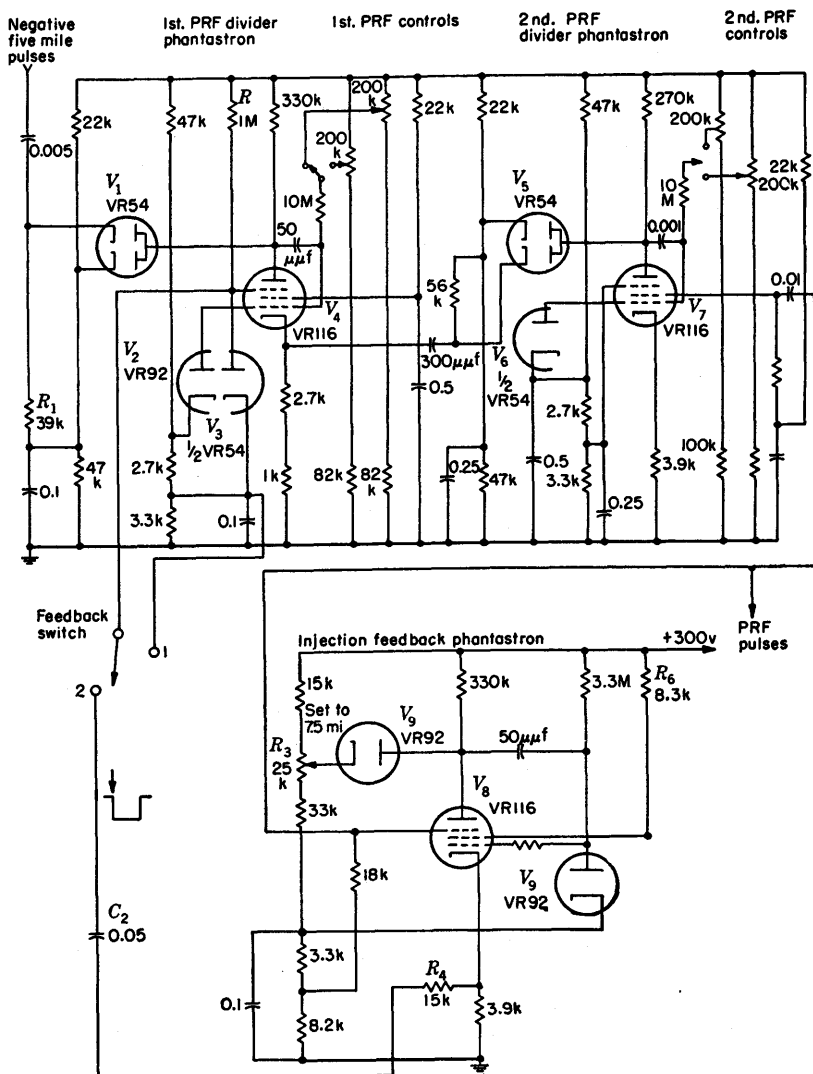 Negative
five mile
pulses
1st. PRF divider
phantastron
1st. PRF controls
2nd. PRF
divider phantastron
2nd. PRF
controls
22k
47k
R
1M
330k
200
k
22k
22k
47k
270k
200k
0.005
200
k
22k
200k
V1
VR54
10M
V5
VR54
10
M
50
μμf
0.001
56
k
0.01
V4
VR116
V7
VR116
V2
VR92
300μμf
V6
1/2
VR54
R1
39k
V3
1/2 VR54
2.7k
0.5
2.7k
2.7k
47
k
1k
82k
82
k
0.25
47k
0.5
3.3k
3.9k
100k
0.1
3.3k
0.1
0.25
Feedback
switch
1
2
Injection feedback phantastron
+300v
PRF
pulses
15k
330k
3.3M
R6
8.3k
Set to
7.5 mi
V9
VR92
50μμf
R3
25
k
V8
VR116
33k
18k
V9
VR92
C2
0.05
3.3k
R4
15k
0.1
8.2k
3.9k